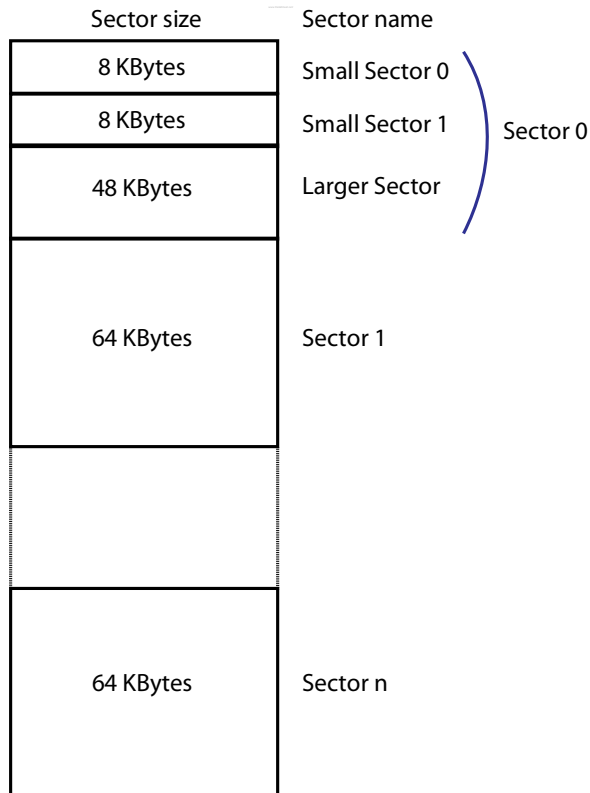 Sector size Sector name
8 KBytes Small Sector 0
8 KBytes Small Sector 1
Sector 0
48 KBytes Larger Sector
64 KBytes Sector 1
64 KBytes Sector n